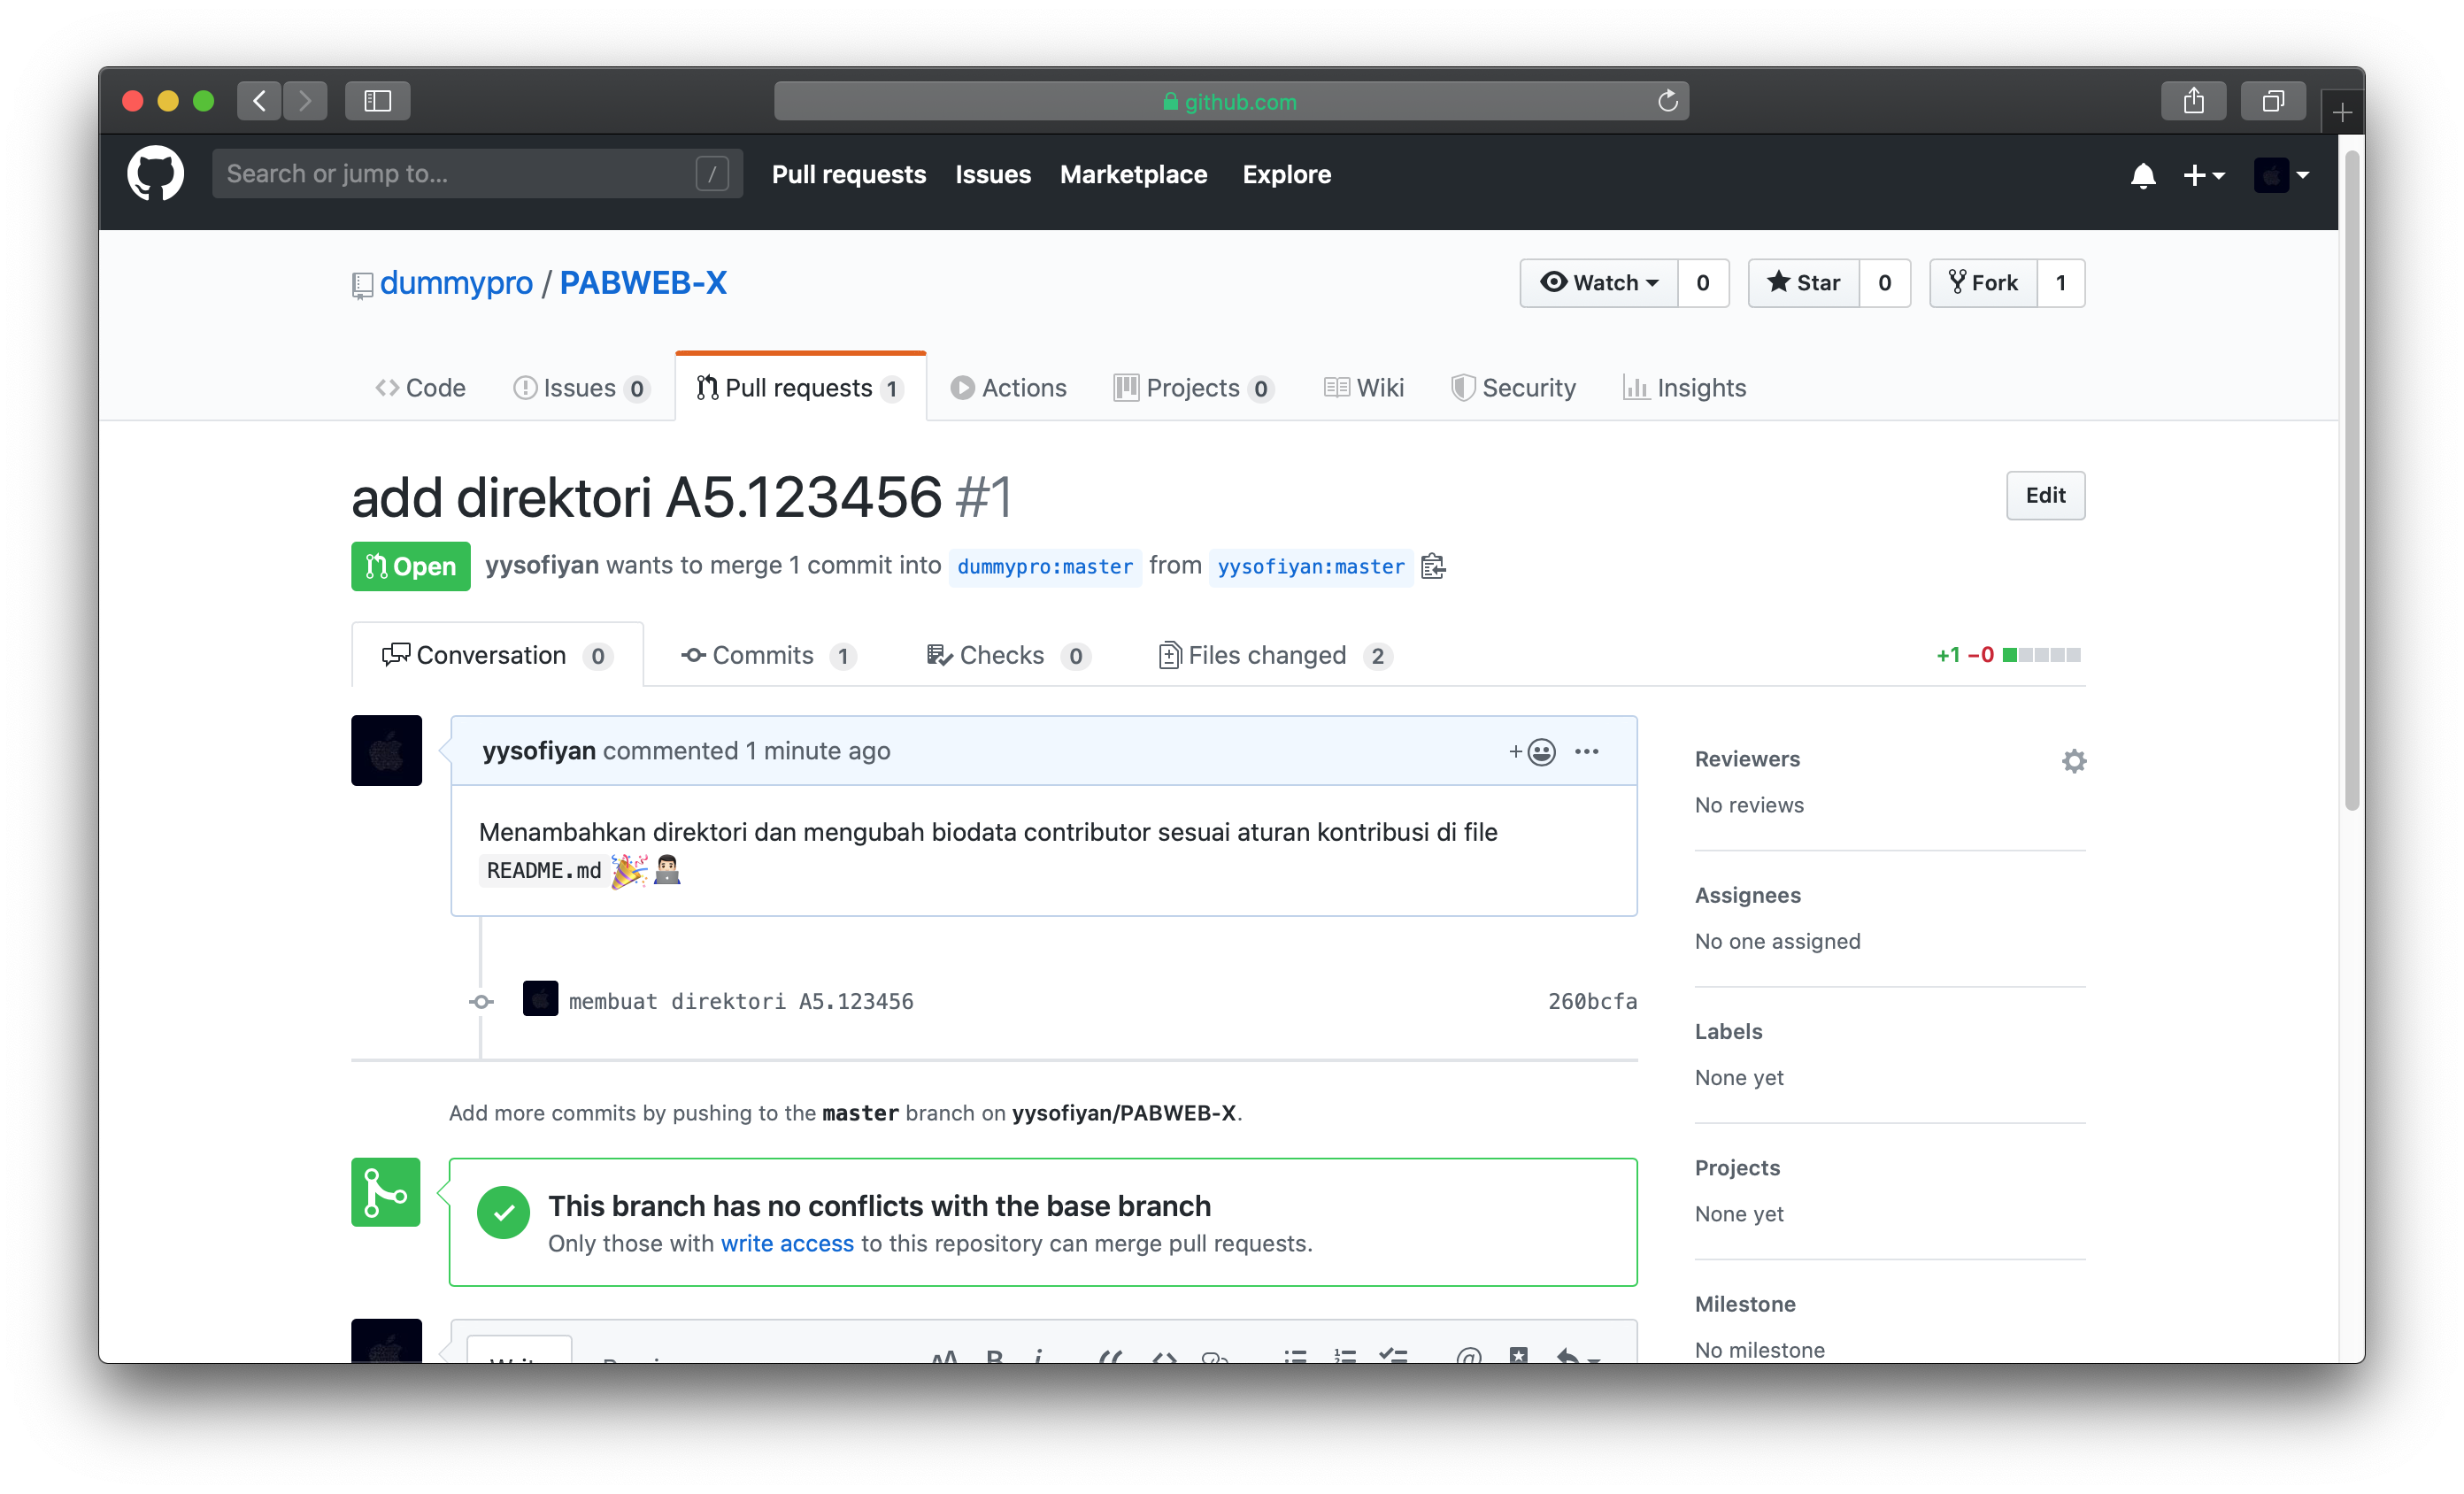 github.com
Search or jump to... /
Pull requests Issues Marketplace Explore
dummypro / PABWEB-X
Watch 0 Star 0 Fork 1
Code Issues 0 Pull requests 1 Actions Projects 0 Wiki Security Insights
add direktori A5.123456 #1
Edit
Open yysofiyan wants to merge 1 commit into dummypro:master from yysofiyan:master
Conversation 0 Commits 1 Checks 0 Files changed 2 +1 −0
yysofiyan commented 1 minute ago
Menambahkan direktori dan mengubah biodata contributor sesuai aturan kontribusi di file
README.md 🎉👨🏻‍💻
membuat direktori A5.123456 260bcfa
Add more commits by pushing to the master branch on yysofiyan/PABWEB-X.
This branch has no conflicts with the base branch
Only those with write access to this repository can merge pull requests.
Reviewers
No reviews
Assignees
No one assigned
Labels
None yet
Projects
None yet
Milestone
No milestone